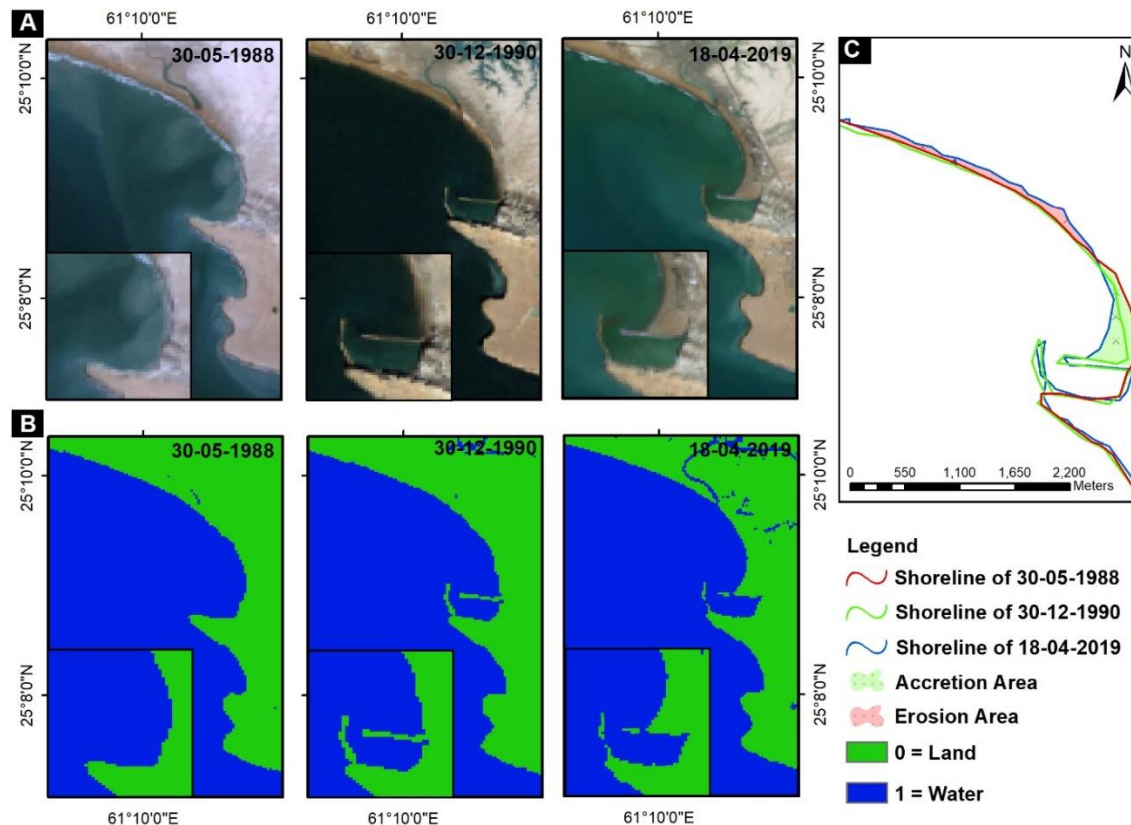 A
61°10'0"E
61°10'0"E
61°10'0"E
30-05-1988
30-12-1990
18-04-2019
25°10'0"N
25°8'0"N
25°10'0"N
25°8'0"N
B
30-05-1988
30-12-1990
18-04-2019
25°10'0"N
25°8'0"N
25°10'0"N
25°8'0"N
61°10'0"E
61°10'0"E
61°10'0"E
C
N
0 550 1,100 1,650 2,200
Meters
Legend
Shoreline of 30-05-1988
Shoreline of 30-12-1990
Shoreline of 18-04-2019
Accretion Area
Erosion Area
0 = Land
1 = Water